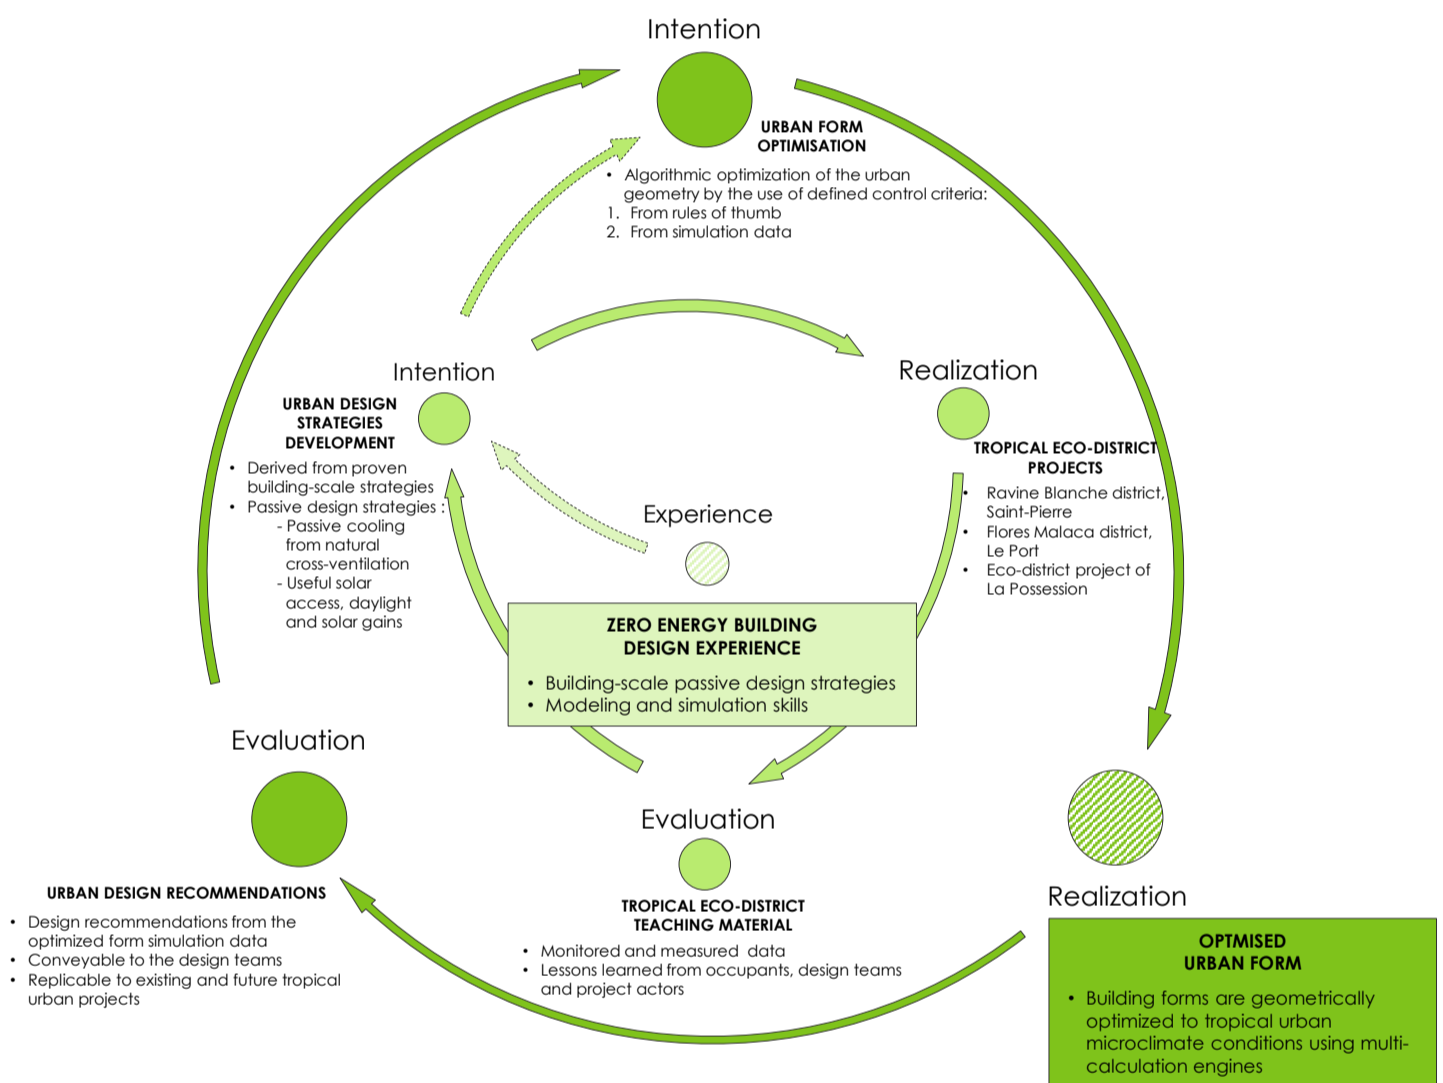 Intention
URBAN FORM
OPTIMISATION
• Algorithmic optimization of the urban
geometry by the use of defined control criteria:
1. From rules of thumb
2. From simulation data
Intention
URBAN DESIGN
STRATEGIES
DEVELOPMENT
• Derived from proven
building-scale strategies
• Passive design strategies :
- Passive cooling
from natural
cross-ventilation
- Useful solar
access, daylight
and solar gains
Realization
TROPICAL ECO-DISTRICT
PROJECTS
• Ravine Blanche district,
Saint-Pierre
• Flores Malaca district,
Le Port
• Eco-district project of
La Possession
Experience
ZERO ENERGY BUILDING
DESIGN EXPERIENCE
• Building-scale passive design strategies
• Modeling and simulation skills
Evaluation
URBAN DESIGN RECOMMENDATIONS
• Design recommendations from the
optimized form simulation data
• Conveyable to the design teams
• Replicable to existing and future tropical
urban projects
Evaluation
TROPICAL ECO-DISTRICT
TEACHING MATERIAL
• Monitored and measured data
• Lessons learned from occupants, design teams
and project actors
Realization
OPTMISED
URBAN FORM
• Building forms are geometrically
optimized to tropical urban
microclimate conditions using multi-
calculation engines